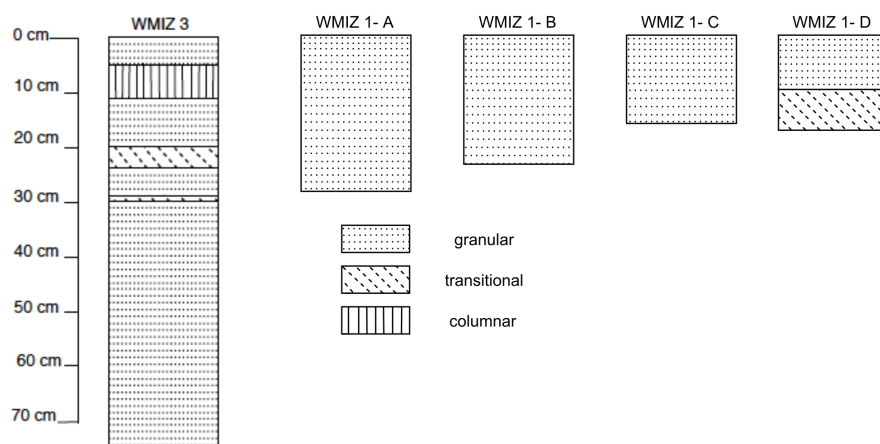 WMIZ 3
WMIZ 1- A
WMIZ 1- B
WMIZ 1- C
WMIZ 1- D
0 cm
10 cm
20 cm
30 cm
40 cm
50 cm
60 cm
70 cm
granular
transitional
columnar